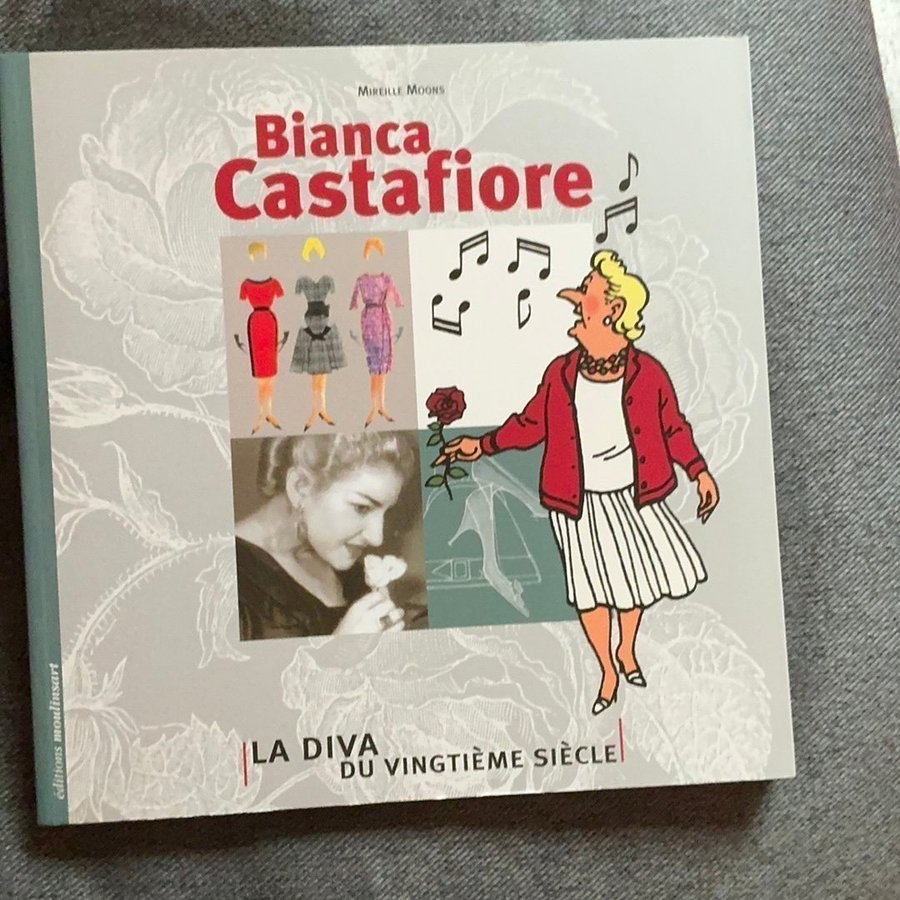 Mireille Moons
Bianca
Castafiore
LA DIVA
DU VINGTIÈME SIÈCLE
éditions moulinsart